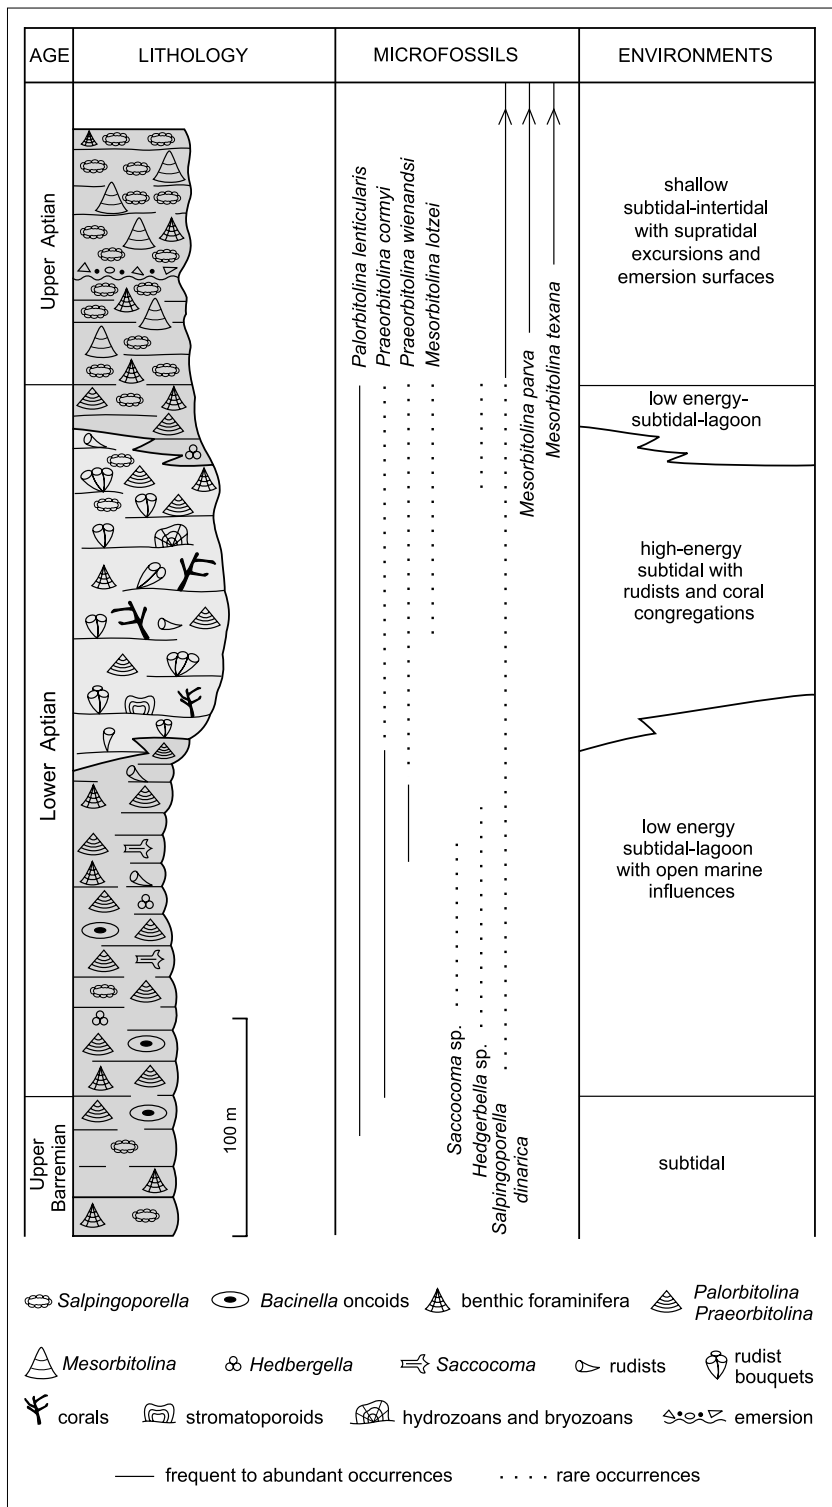 AGE
LITHOLOGY
MICROFOSSILS
ENVIRONMENTS
Upper Aptian
Lower Aptian
Upper
Barremian
100 m
Palorbitolina lenticularis
Praeorbitolina cormyi
Praeorbitolina wienandsi
Mesorbitolina lotzei
Saccocoma sp.
Hedgerbella sp.
Salpingoporella
dinarica
Mesorbitolina parva
Mesorbitolina texana
shallow
subtidal-intertidal
with supratidal
excursions and
emersion surfaces
low energy-
subtidal-lagoon
high-energy
subtidal with
rudists and coral
congregations
low energy
subtidal-lagoon
with open marine
influences
subtidal
Salpingoporella
Bacinella oncoids
benthic foraminifera
Palorbitolina
Praeorbitolina
Mesorbitolina
Hedbergella
Saccocoma
rudists
rudist
bouquets
corals
stromatoporoids
hydrozoans and bryozoans
emersion
frequent to abundant occurrences
rare occurrences